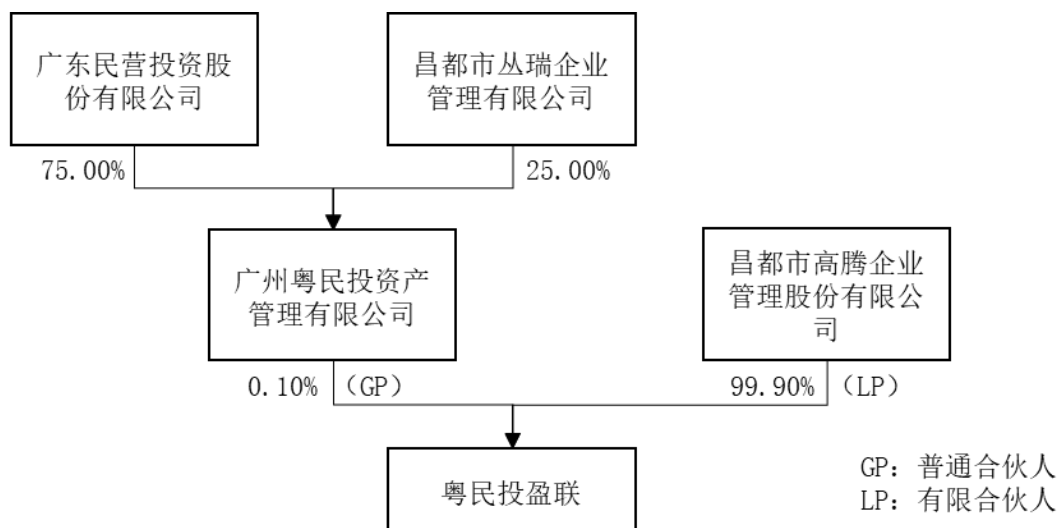 广东民营投资股
份有限公司
昌都市丛瑞企业
管理有限公司
75.00%
25.00%
广州粤民投资产
管理有限公司
昌都市高腾企业
管理股份有限公
司
0.10%（GP）
99.90%（LP）
粤民投盈联
GP：普通合伙人
LP：有限合伙人